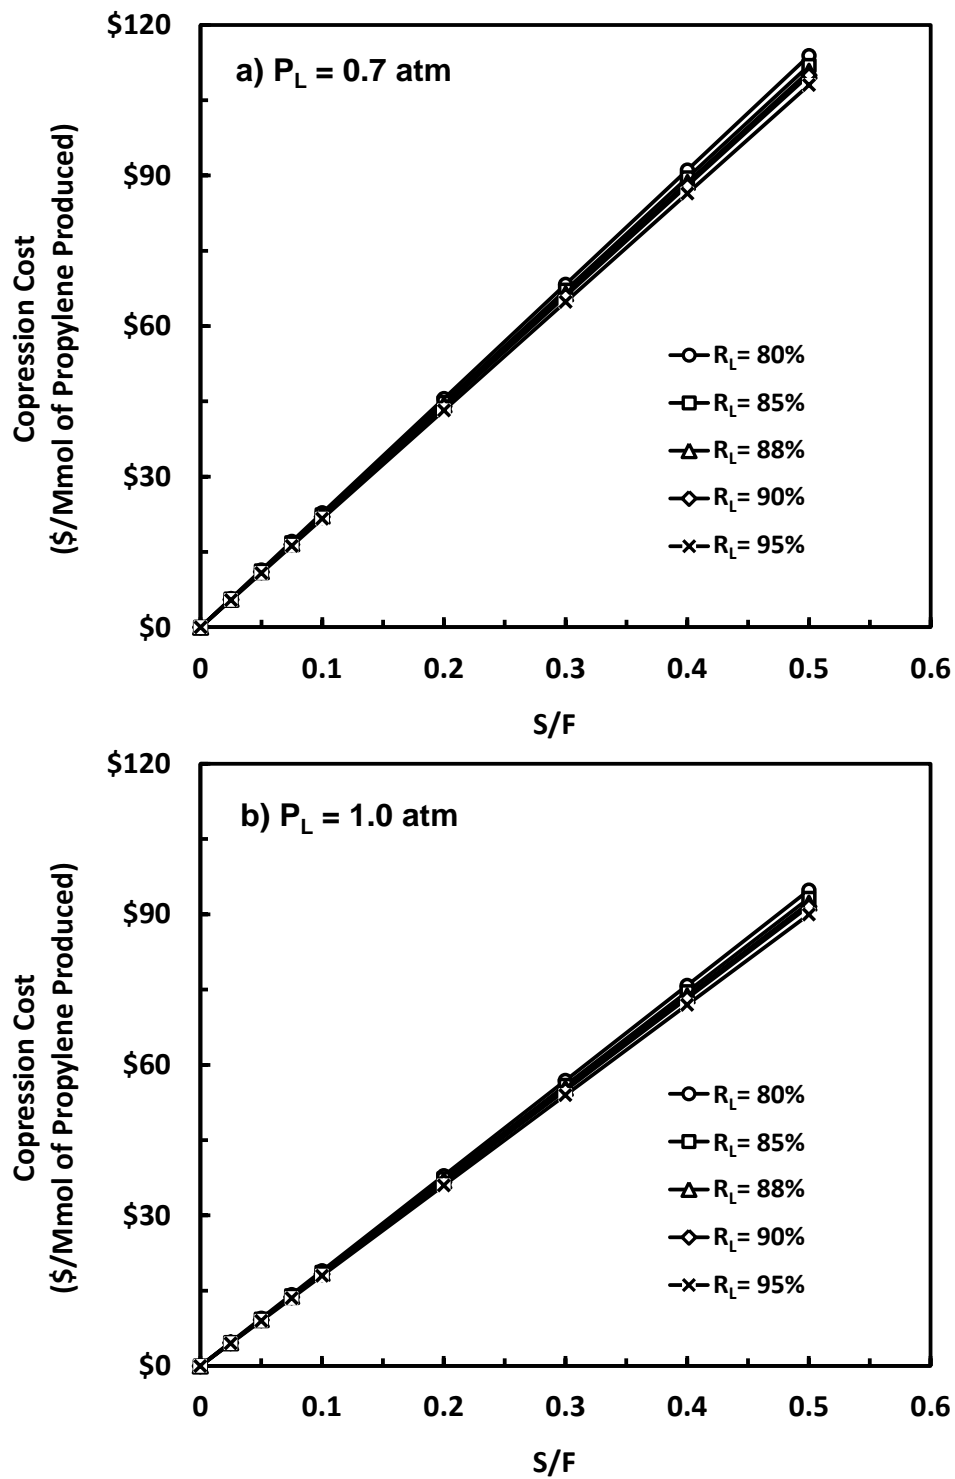 $120
a) P_L = 0.7 atm
$90
Copression Cost
($/Mmol of Propylene Produced)
$60
R_L= 80%
R_L= 85%
R_L= 88%
R_L= 90%
R_L= 95%
$30
$0
0 0.1 0.2 0.3 0.4 0.5 0.6
S/F
$120
b) P_L = 1.0 atm
$90
Copression Cost
($/Mmol of Propylene Produced)
$60
R_L= 80%
R_L= 85%
R_L= 88%
R_L= 90%
R_L= 95%
$30
$0
0 0.1 0.2 0.3 0.4 0.5 0.6
S/F